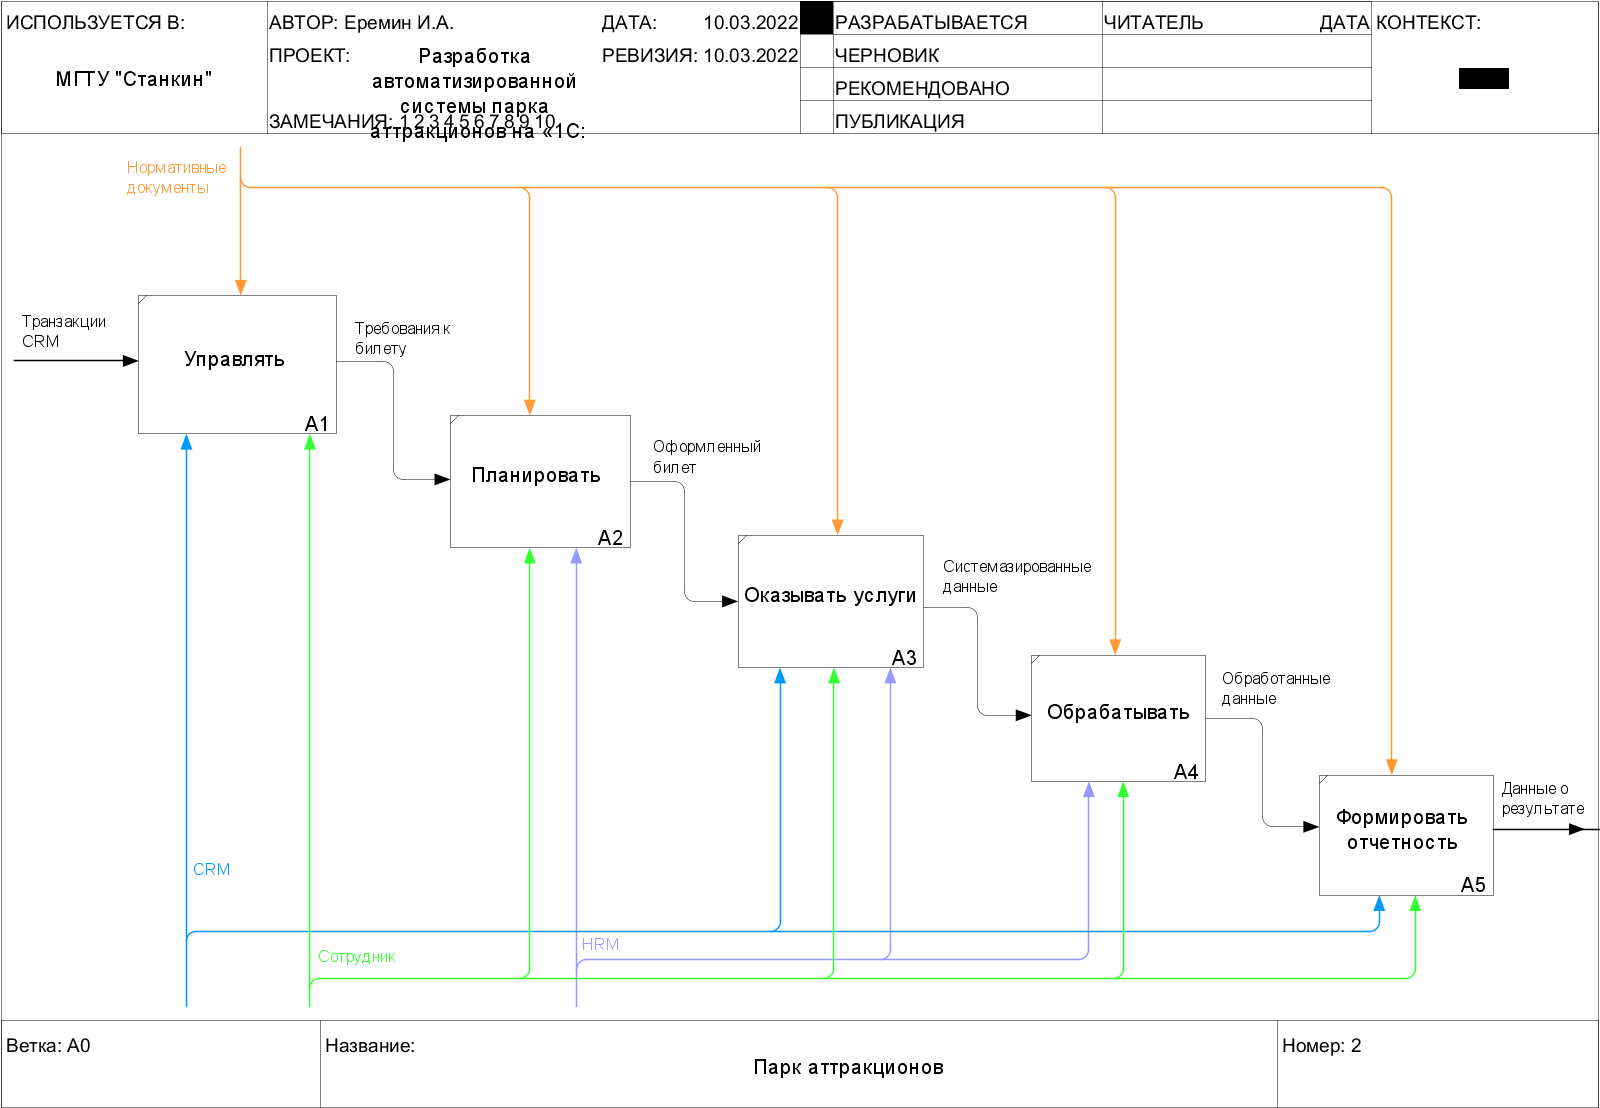 ИСПОЛЬЗУЕТСЯ В:
МГТУ "Станкин"
АВТОР: Еремин И.А.
ДАТА: 10.03.2022
ПРОЕКТ:
Разработка
автоматизированной
системы парка
аттракционов на «1С:
РЕВИЗИЯ: 10.03.2022
ЗАМЕЧАНИЯ: 1 2 3 4 5 6 7 8 9 10
РАЗРАБАТЫВАЕТСЯ
ЧЕРНОВИК
РЕКОМЕНДОВАНО
ПУБЛИКАЦИЯ
ЧИТАТЕЛЬ
ДАТА
КОНТЕКСТ:
Нормативные
документы
Транзакции
CRM
Управлять
A1
Требования к
билету
Планировать
A2
Оформленный
билет
Оказывать услуги
A3
Системазированные
данные
Обрабатывать
A4
Обработанные
данные
Формировать
отчетность
A5
Данные о
результате
CRM
Сотрудник
HRM
Ветка: A0
Название:
Парк аттракционов
Номер: 2